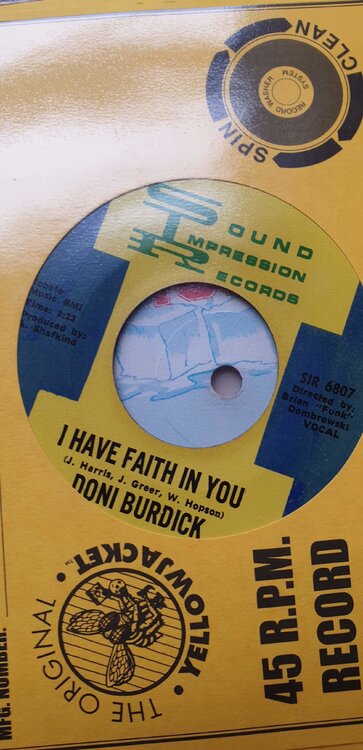 SPIN CLEAN
RECORD WASHER
SYSTEM
SOUND
IMPRESSION
RECORDS
Music BMI
Time: 2:22
Produced by:
A. Shafkind
SIR 6807
Directed by
Brian "Funk"
Dombrowski
VOCAL
I HAVE FAITH IN YOU
(J. Harris, J. Greer, W. Hopson)
DONI BURDICK
THE ORIGINAL • YELLOWJACKET™ •
45 R.P.M.
RECORD
MFG. NUMBER: